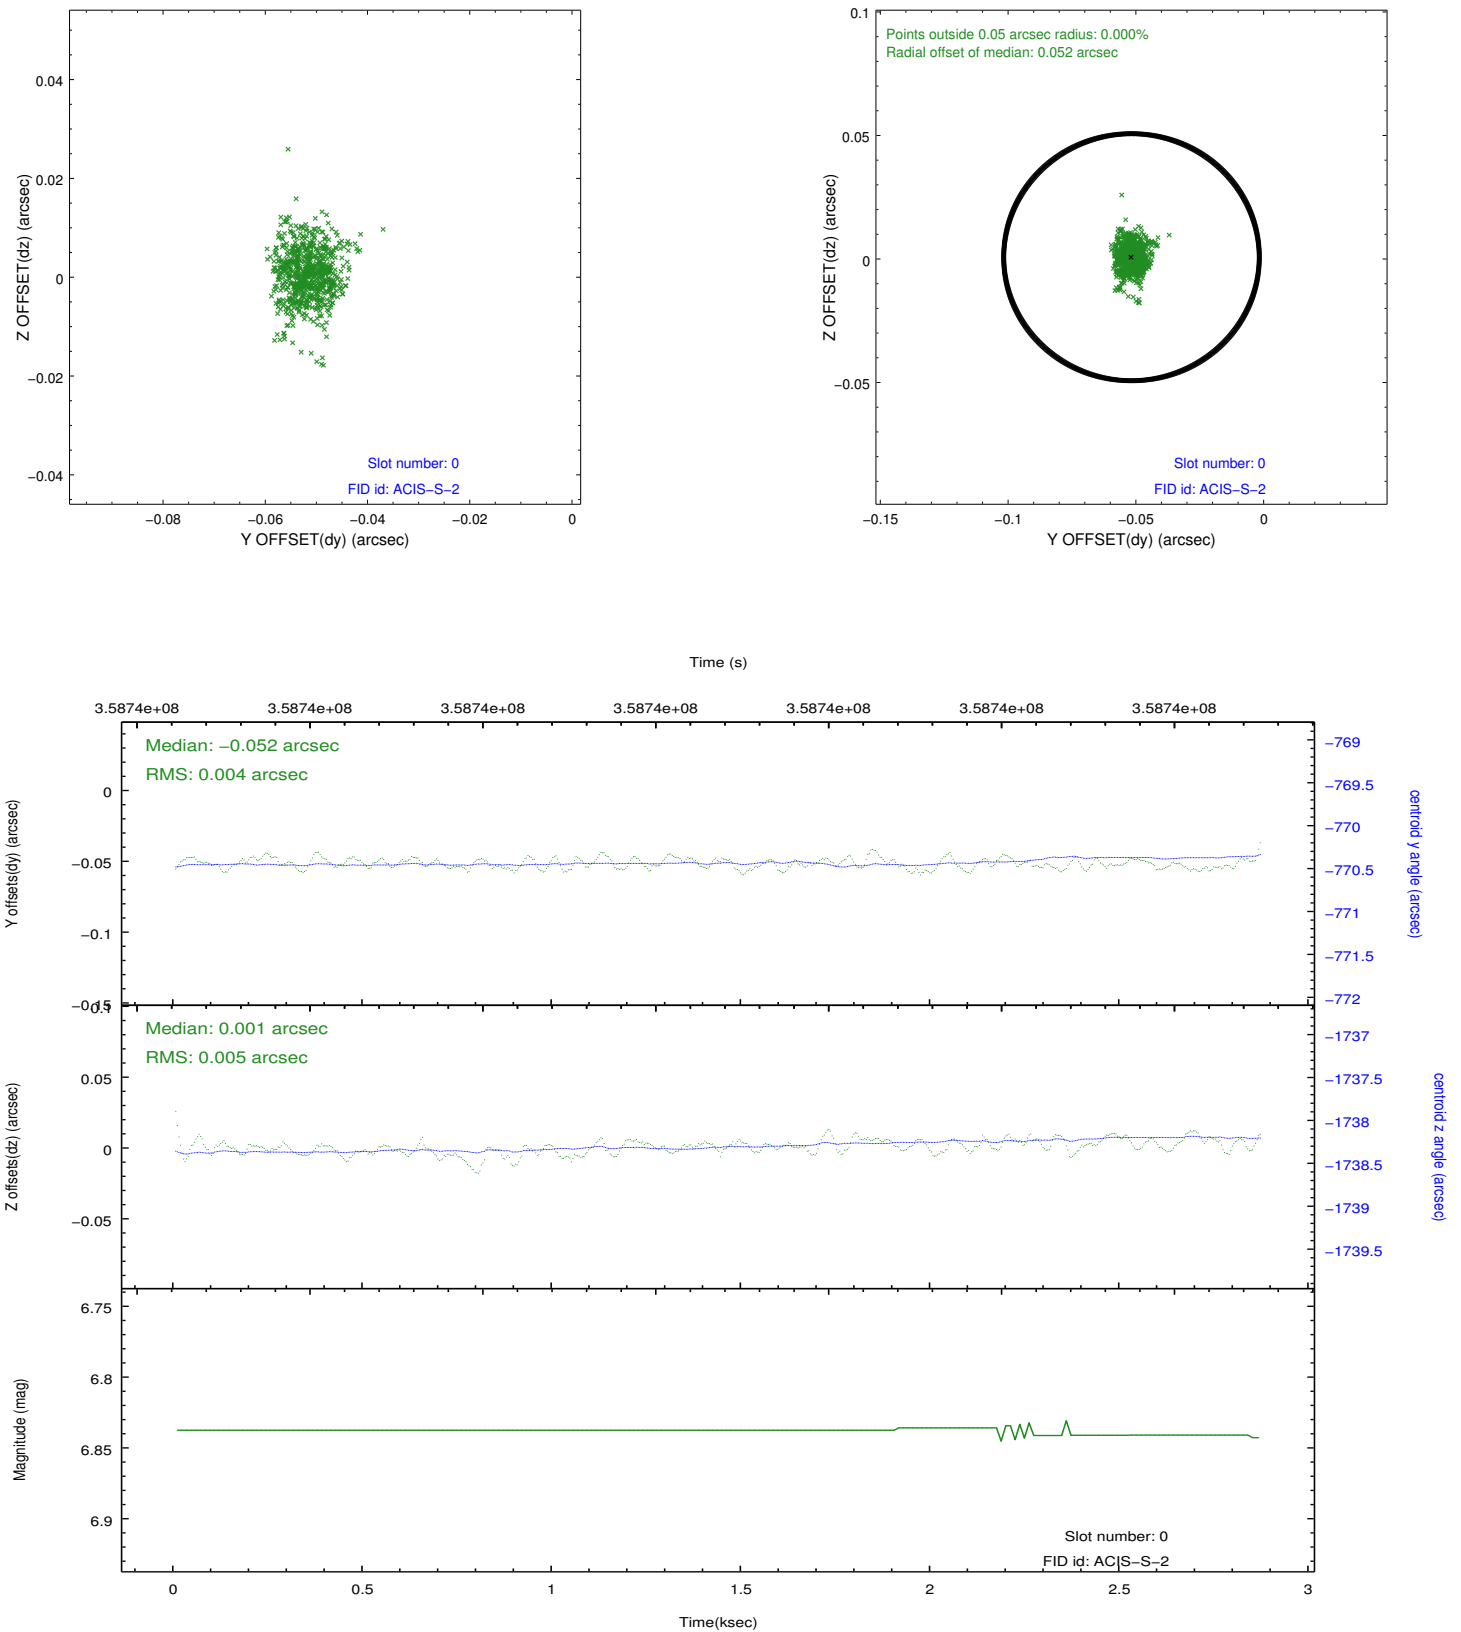 0.04
0.02
0
−0.02
−0.04
Z OFFSET(dz) (arcsec)
Slot number: 0
FID id: ACIS−S−2
−0.08
−0.06
−0.04
−0.02
0
Y OFFSET(dy) (arcsec)
Points outside 0.05 arcsec radius: 0.000%
Radial offset of median: 0.052 arcsec
0.1
0.05
0
−0.05
Z OFFSET(dz) (arcsec)
Slot number: 0
FID id: ACIS−S−2
−0.15
−0.1
−0.05
0
Y OFFSET(dy) (arcsec)
Time (s)
3.5874e+08
3.5874e+08
3.5874e+08
3.5874e+08
3.5874e+08
3.5874e+08
3.5874e+08
Median: −0.052 arcsec
RMS: 0.004 arcsec
0
−0.05
−0.1
−0.15
Y offsets(dy) (arcsec)
−769
−769.5
−770
−770.5
−771
−771.5
−772
centroid y angle (arcsec)
Median: 0.001 arcsec
RMS: 0.005 arcsec
0.1
0.05
0
−0.05
Z offsets(dz) (arcsec)
−1737
−1737.5
−1738
−1738.5
−1739
−1739.5
centroid z angle (arcsec)
6.75
6.8
6.85
6.9
Magnitude (mag)
Slot number: 0
FID id: ACIS−S−2
0
0.5
1
1.5
2
2.5
3
Time(ksec)